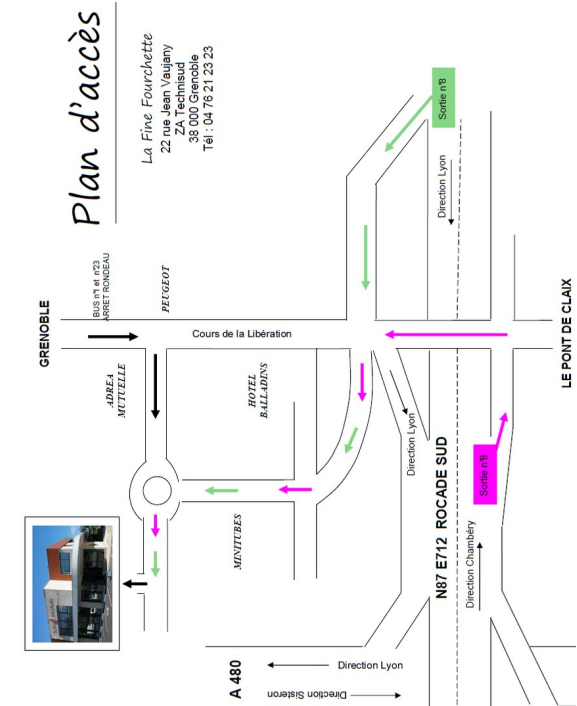 Plan d'accès
La Fine Fourchette
22 rue Jean Vaujany
ZA Technisud
38 000 Grenoble
Tél : 04 76 21 23 23
GRENOBLE
BUS n°1 et n°23
ARRET RONDEAU
PEUGEOT
Cours de la Libération
ADREA
MUTUELLE
HOTEL
BALLADINS
MINITUBES
Sortie n°8
Direction Lyon
LE PONT DE CLAIX
Direction Lyon
N87 E712 ROCADE SUD
Sortie n°8
Direction Chambéry
A 480
Direction Lyon
Direction Sisteron